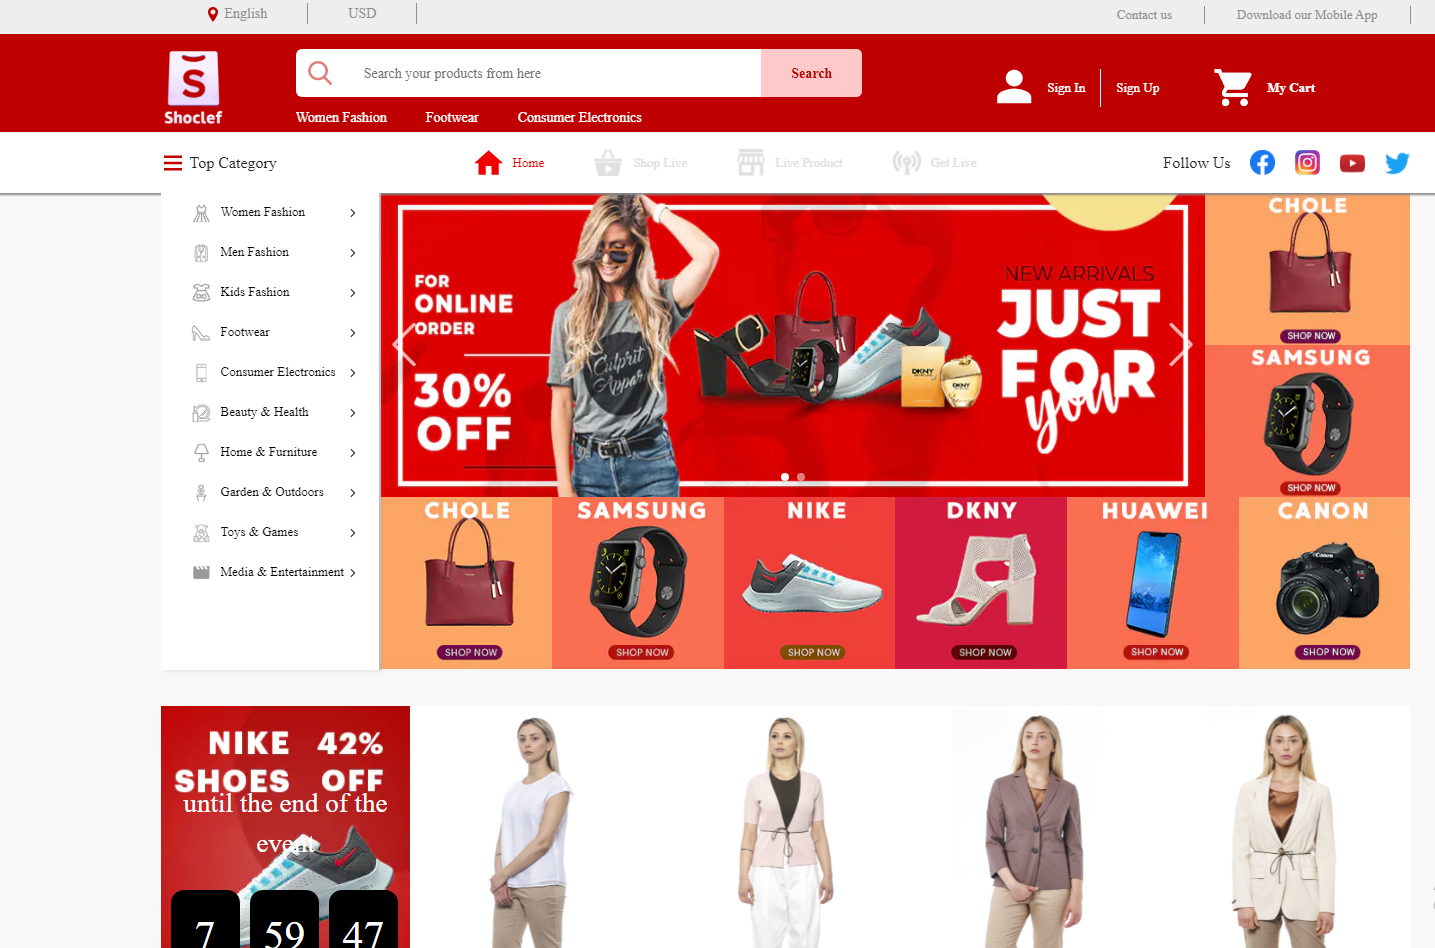 English
USD
Contact us
Download our Mobile App
S
Shoclef
Search your products from here
Search
Women Fashion
Footwear
Consumer Electronics
Sign In
Sign Up
My Cart
Top Category
Home
Shop Live
Live Product
Get Live
Follow Us
Women Fashion
Men Fashion
Kids Fashion
Footwear
Consumer Electronics
Beauty & Health
Home & Furniture
Garden & Outdoors
Toys & Games
Media & Entertainment
FOR
ONLINE
ORDER
30%
OFF
Culprit
Apparel
DKNY
DKNY
NEW ARRIVALS
JUST
FOR
you
CHOLE
SHOP NOW
SAMSUNG
SHOP NOW
CHOLE
SHOP NOW
SAMSUNG
SHOP NOW
NIKE
SHOP NOW
DKNY
SHOP NOW
HUAWEI
SHOP NOW
CANON
Canon
SHOP NOW
NIKE 42%
SHOES OFF
until the end of the
event
7 59 47